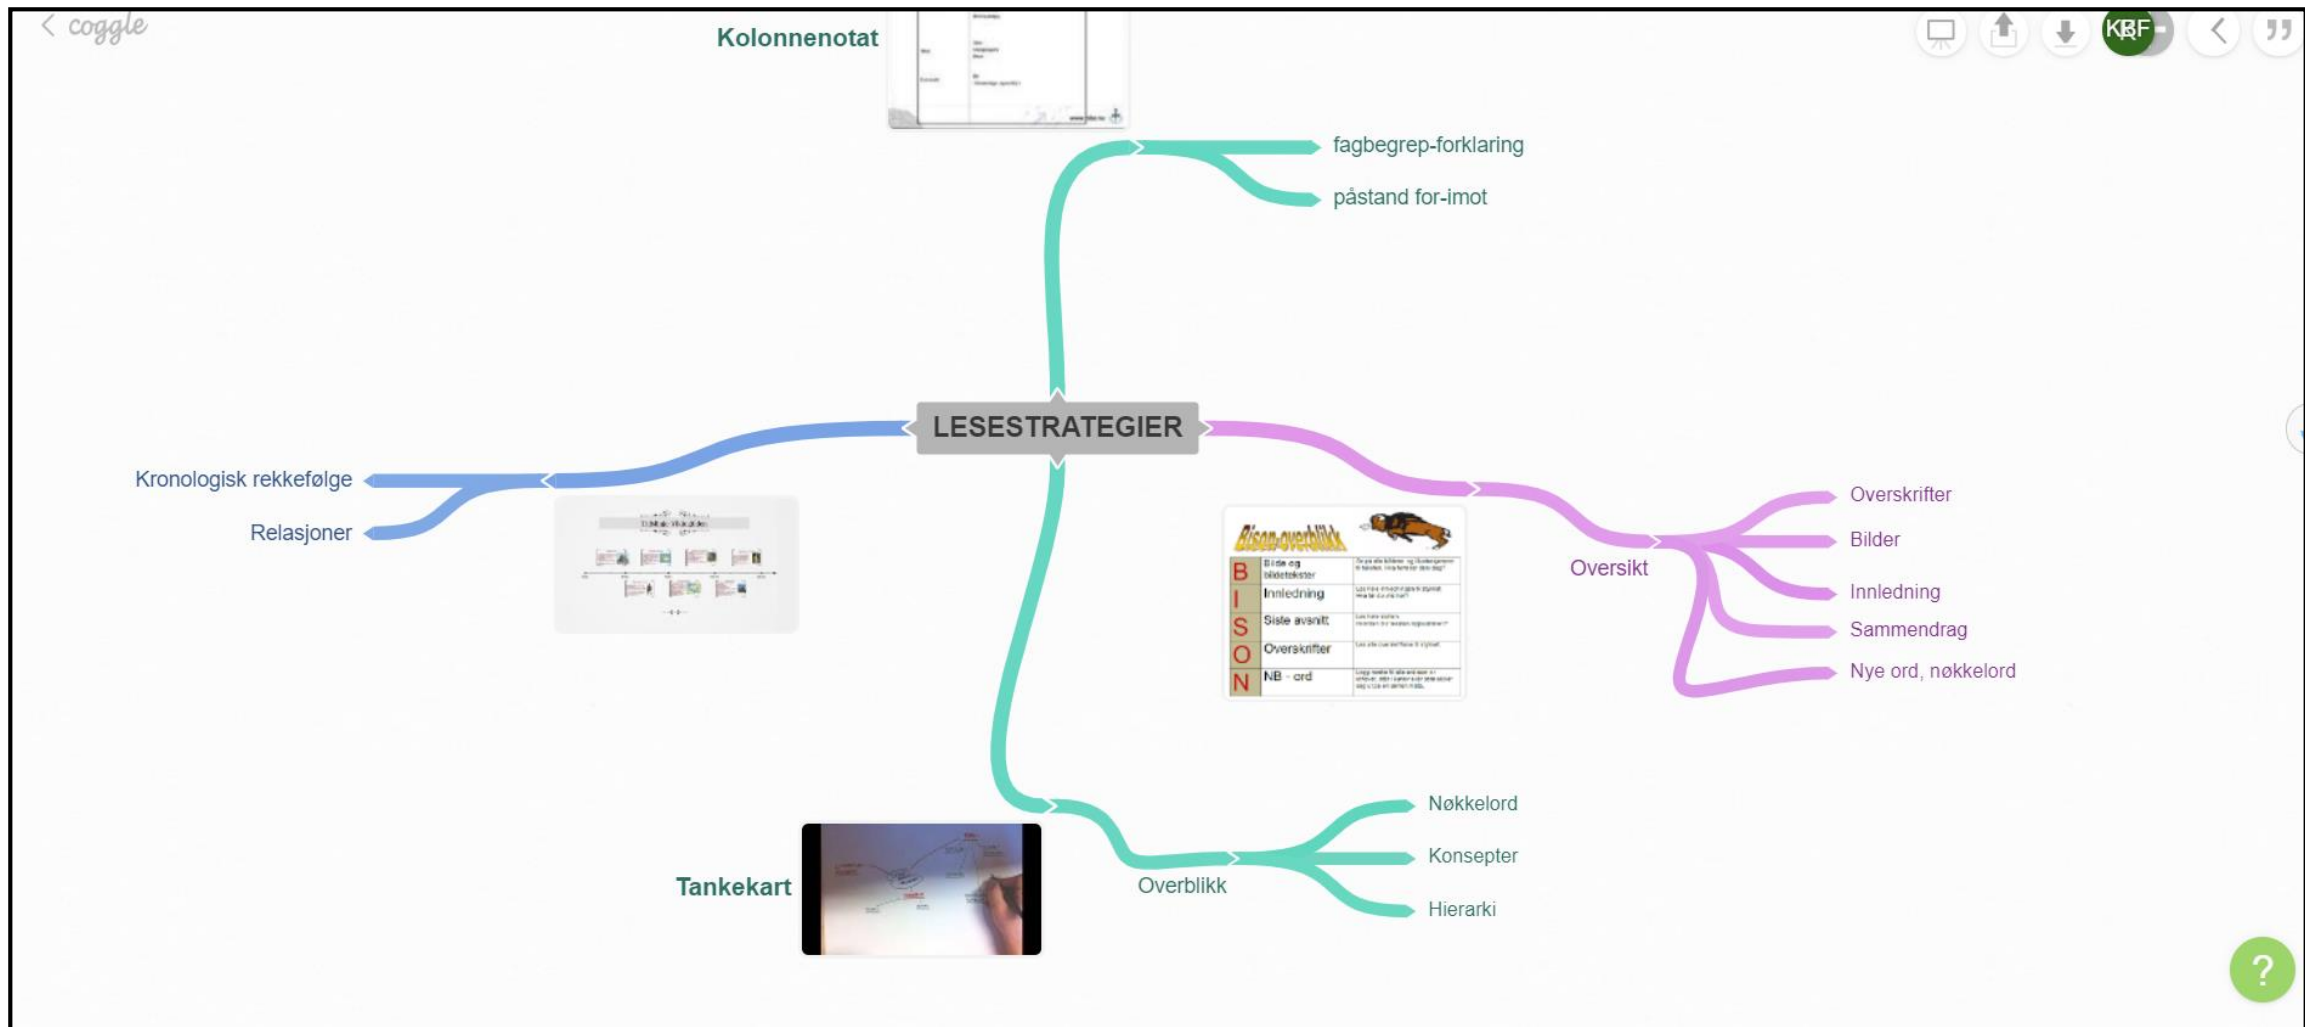 coggle
KBF
Kolonnenotat
fagbegrep-forklaring
påstand for-imot
LESESTRATEGIER
Kronologisk rekkefølge
Relasjoner
Bison-overblikk
B Bilde og
bildetekster
I Innledning
S Siste avsnitt
O Overskrifter
N NB - ord
Oversikt
Overskrifter
Bilder
Innledning
Sammendrag
Nye ord, nøkkelord
Tankekart
Overblikk
Nøkkelord
Konsepter
Hierarki
?